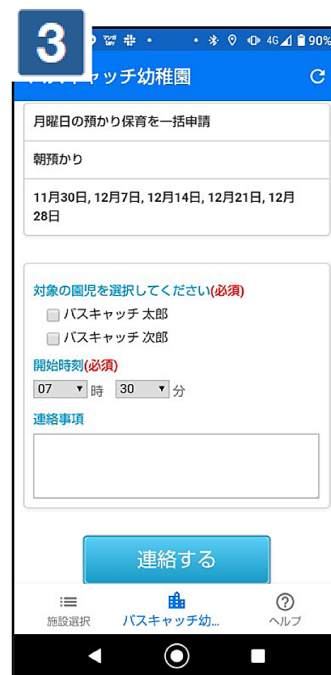 3
4G 90%
バスキャッチ幼稚園
月曜日の預かり保育を一括申請
朝預かり
11月30日, 12月7日, 12月14日, 12月21日, 12月
28日
対象の園児を選択してください(必須)
バスキャッチ 太郎
バスキャッチ 次郎
開始時刻(必須)
07 時 30 分
連絡事項
連絡する
施設選択 バスキャッチ幼... ヘルプ